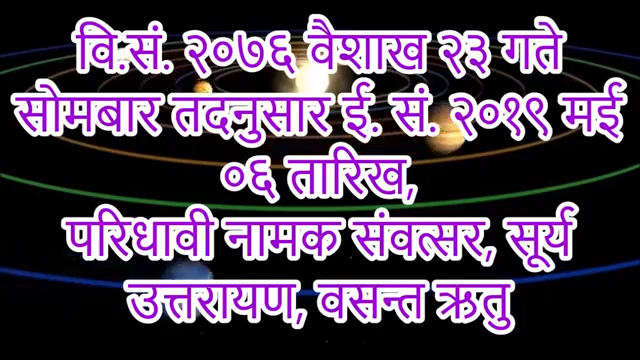 वि.सं. २०७६ वैशाख २३ गते
सोमबार तदनुसार ई. सं. २०१९ मई
०६ तारिख,
परिधावी नामक संवत्सर, सूर्य
उत्तरायण, वसन्त ऋतु